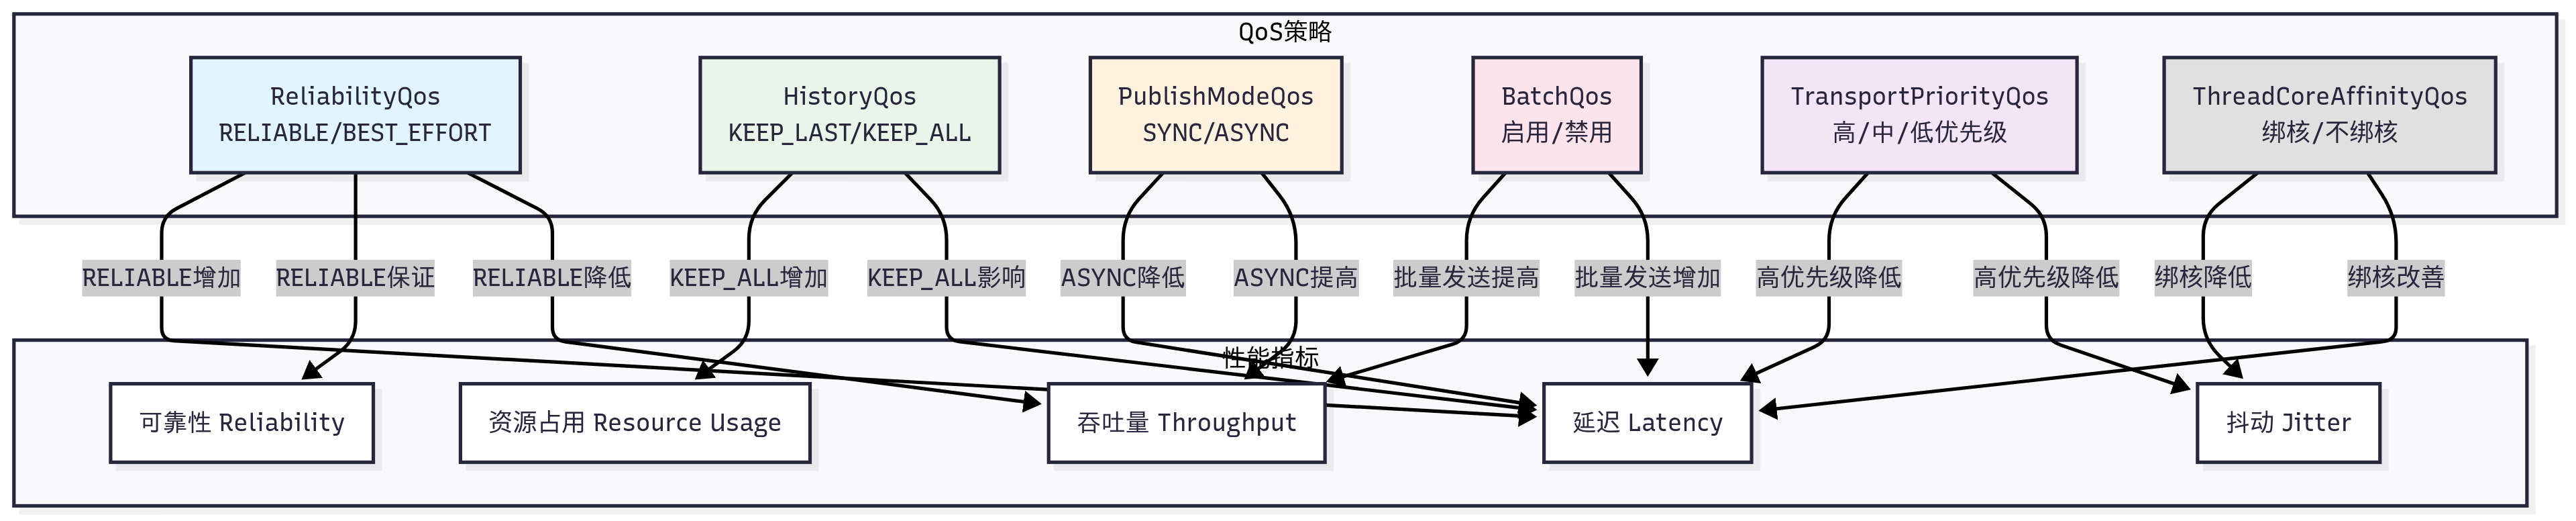 QoS策略
ReliabilityQos
RELIABLE/BEST_EFFORT
HistoryQos
KEEP_LAST/KEEP_ALL
PublishModeQos
SYNC/ASYNC
BatchQos
启用/禁用
TransportPriorityQos
高/中/低优先级
ThreadCoreAffinityQos
绑核/不绑核
RELIABLE增加
RELIABLE保证
RELIABLE降低
KEEP_ALL增加
KEEP_ALL影响
ASYNC降低
ASYNC提高
批量发送提高
批量发送增加
高优先级降低
高优先级降低
绑核降低
绑核改善
性能指标
可靠性 Reliability
资源占用 Resource Usage
吞吐量 Throughput
延迟 Latency
抖动 Jitter